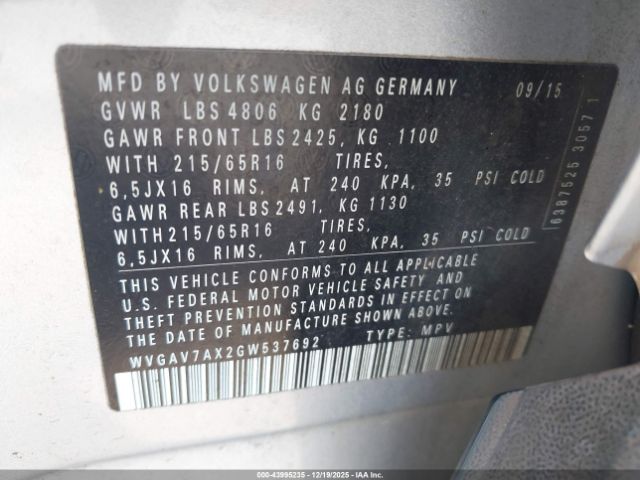 MFD BY VOLKSWAGEN AG GERMANY 09/15
GVWR LBS 4806 KG 2180
GAWR FRONT LBS 2425, KG 1100
WITH 215/65R16 TIRES,
6,5JX16 RIMS, AT 240 KPA, 35 PSI COLD
GAWR REAR LBS 2491, KG 1130
WITH215/65R16 TIRES,
6,5JX16 RIMS, AT 240 KPA, 35 PSI COLD
THIS VEHICLE CONFORMS TO ALL APPLICABLE
U.S. FEDERAL MOTOR VEHICLE SAFETY AND
THEFT PREVENTION STANDARDS IN EFFECT ON
THE DATE OF MANUFACTURE SHOWN ABOVE.
WVGAV7AX2GW537692 TYPE: MPV
6387525 3057 1
000-43995235 - 12/19/2025 - IAAI.COM